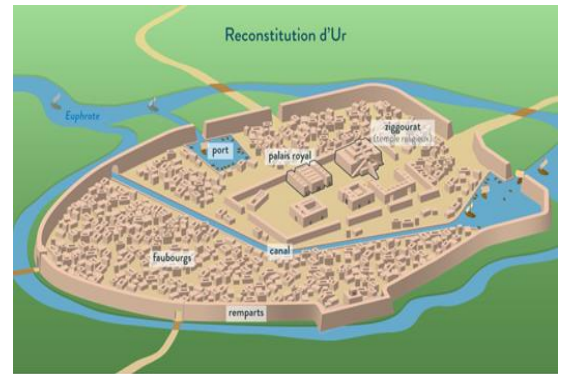 Reconstitution d'Ur
Euphrate
port
ziggourat
(temple religieux)
palais royal
canal
faubourgs
remparts